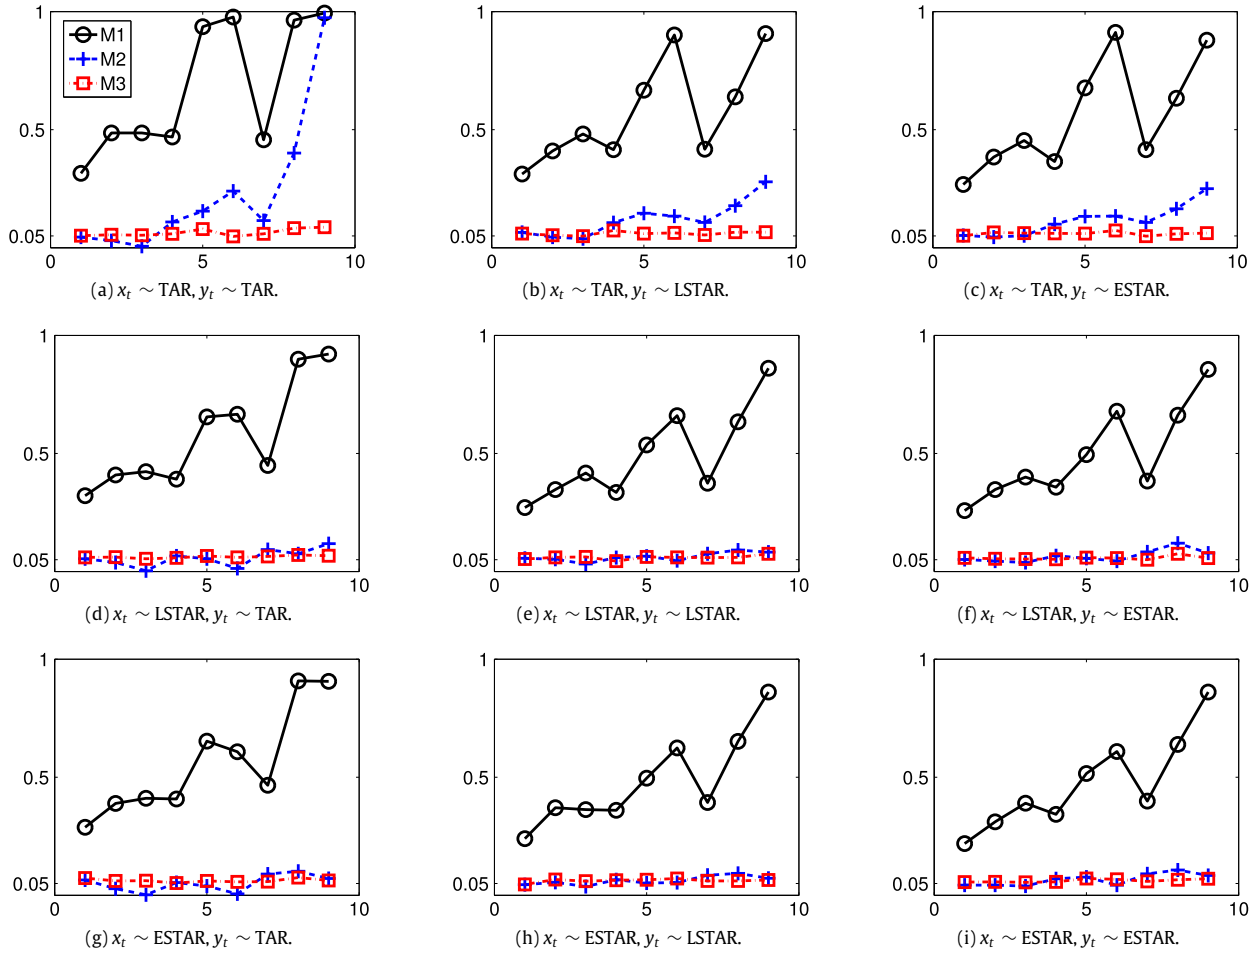 1
M1
M2
M3
0.5
0.05
0 5 10
(a) xₜ ∼ TAR, yₜ ∼ TAR.
1
0.5
0.05
0 5 10
(b) xₜ ∼ TAR, yₜ ∼ LSTAR.
1
0.5
0.05
0 5 10
(c) xₜ ∼ TAR, yₜ ∼ ESTAR.
1
0.5
0.05
0 5 10
(d) xₜ ∼ LSTAR, yₜ ∼ TAR.
1
0.5
0.05
0 5 10
(e) xₜ ∼ LSTAR, yₜ ∼ LSTAR.
1
0.5
0.05
0 5 10
(f) xₜ ∼ LSTAR, yₜ ∼ ESTAR.
1
0.5
0.05
0 5 10
(g) xₜ ∼ ESTAR, yₜ ∼ TAR.
1
0.5
0.05
0 5 10
(h) xₜ ∼ ESTAR, yₜ ∼ LSTAR.
1
0.5
0.05
0 5 10
(i) xₜ ∼ ESTAR, yₜ ∼ ESTAR.